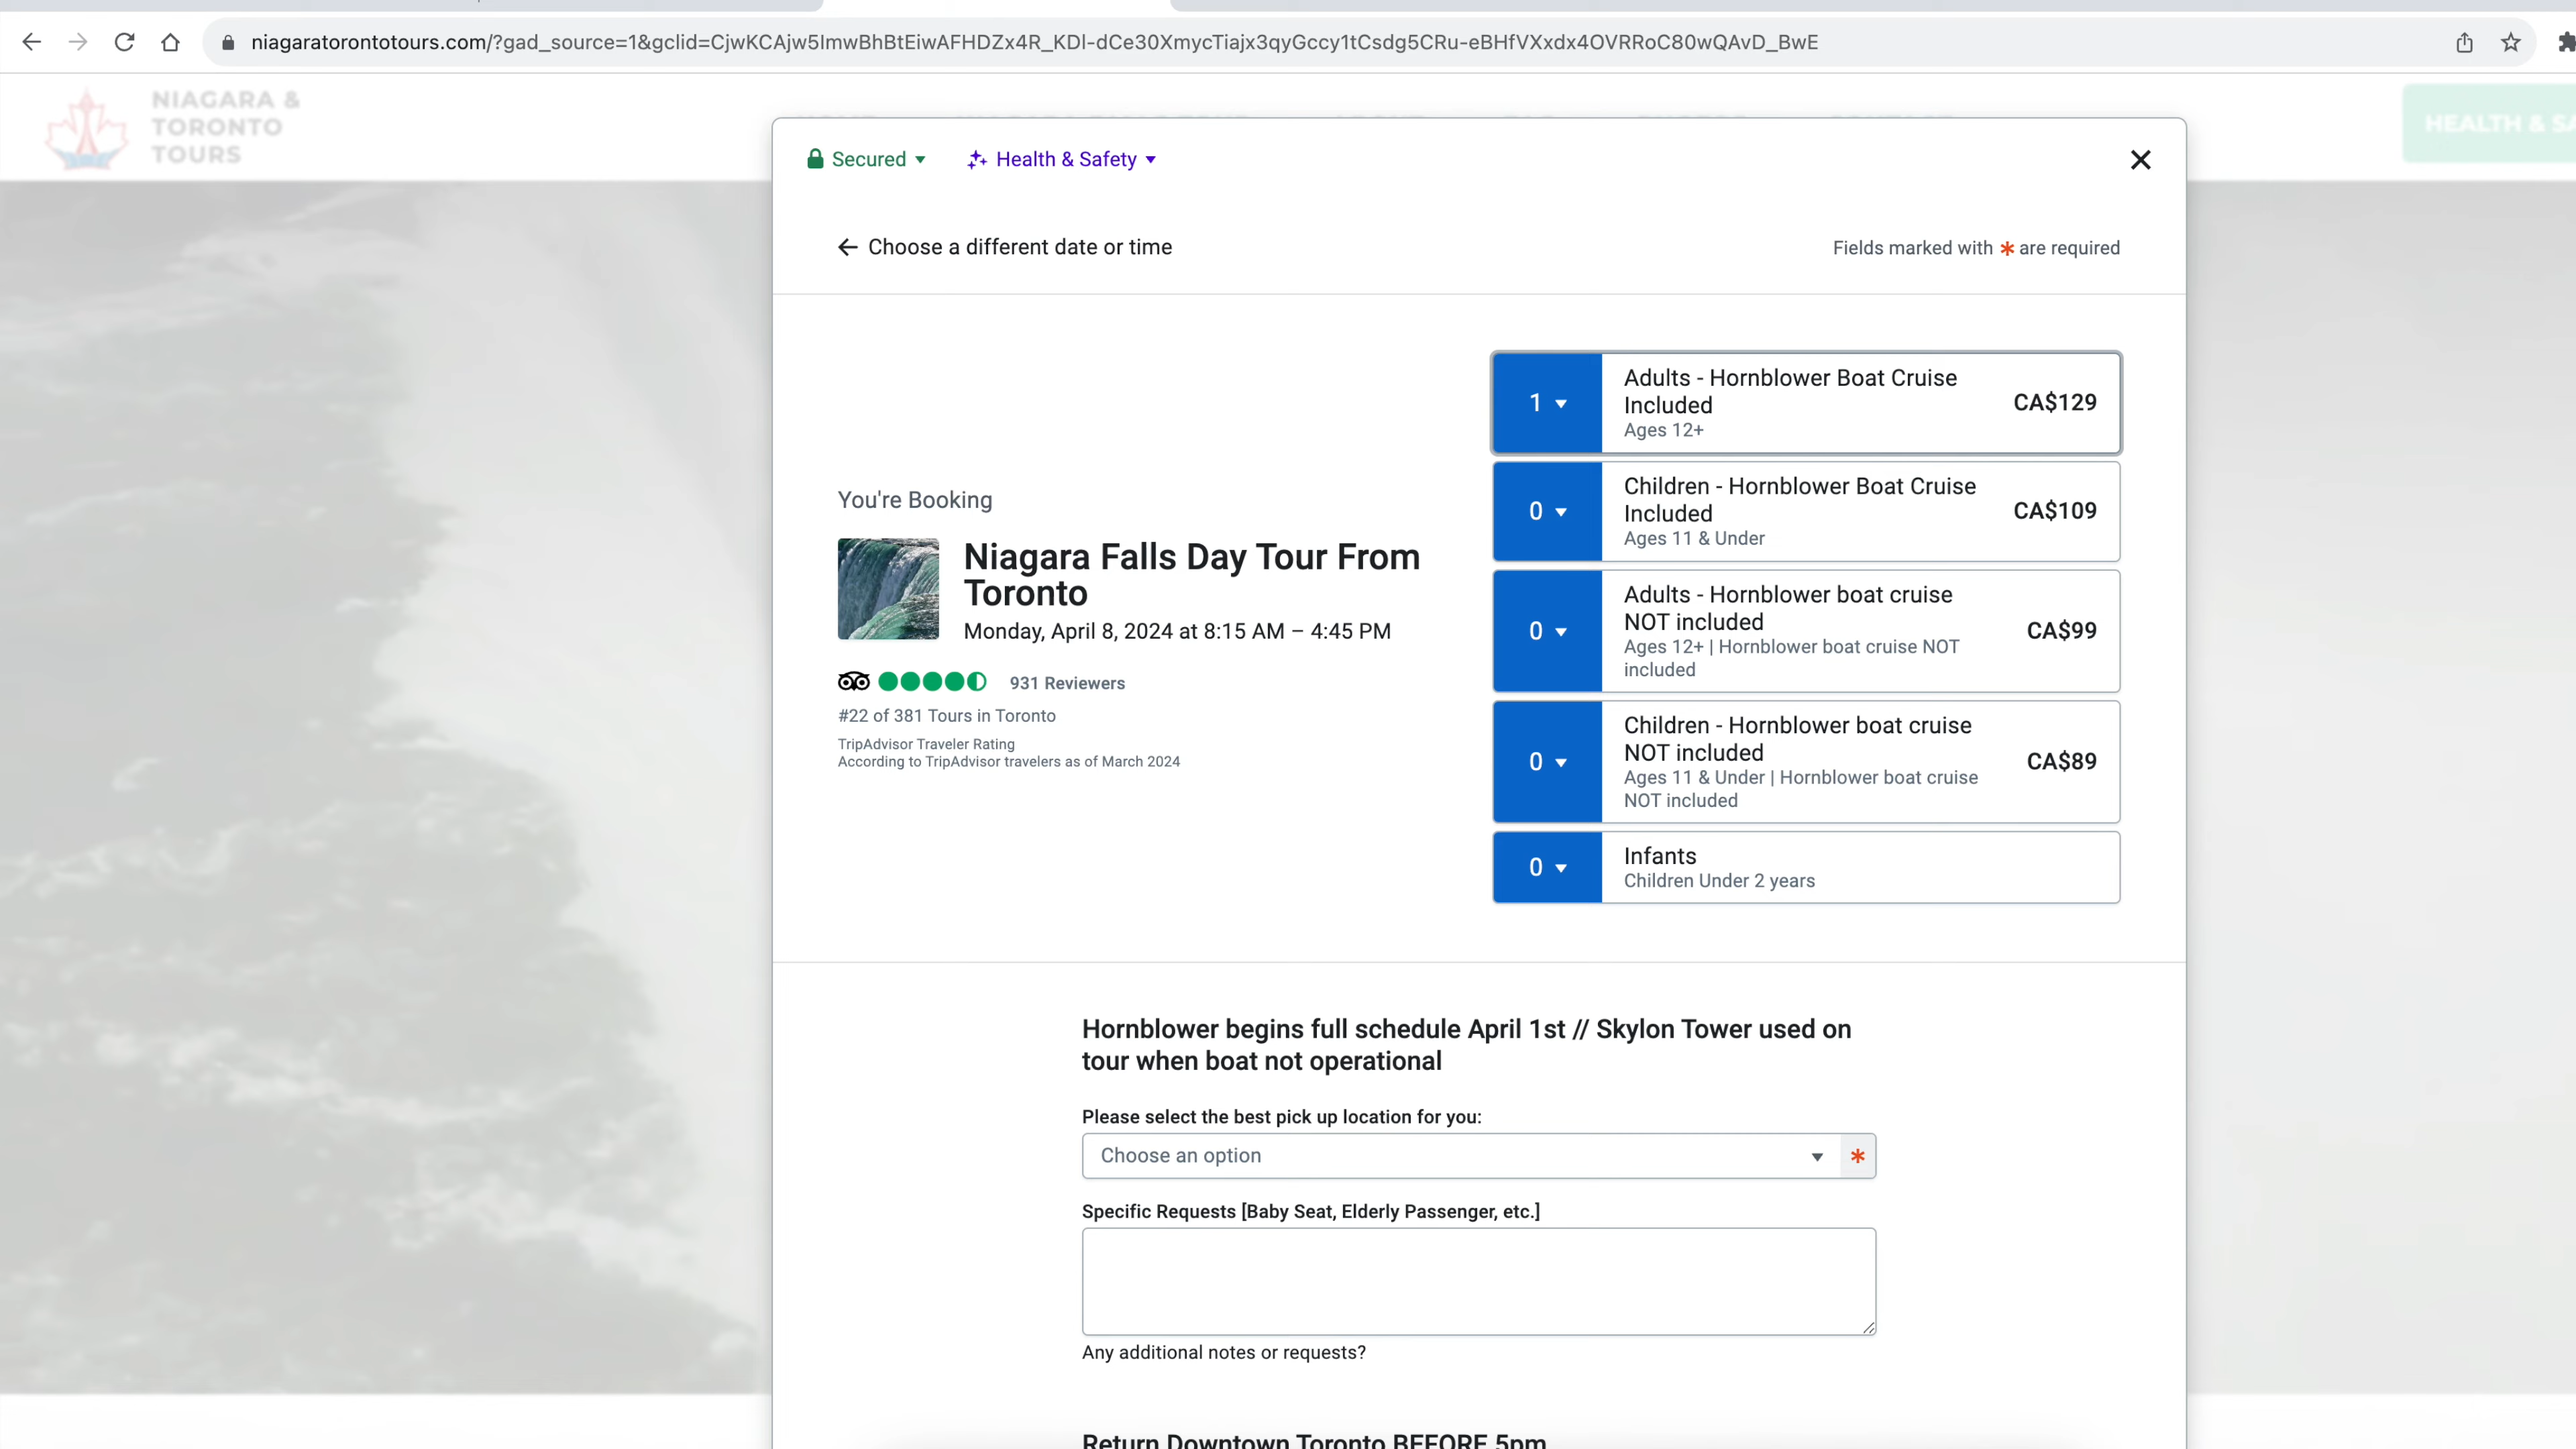 niagaratorontotours.com/?gad_source=1&gclid=CjwKCAjw5ImwBhBtEiwAFHDZx4R_KDl-dCe30XmycTiajx3qyGccy1tCsdg5CRu-eBHfVXxdx4OVRRoC80wQAvD_BwE
NIAGARA &
TORONTO
TOURS
HEALTH & SA
Secured
Health & Safety
Choose a different date or time
Fields marked with * are required
You're Booking
Niagara Falls Day Tour From
Toronto
Monday, April 8, 2024 at 8:15 AM – 4:45 PM
931 Reviewers
#22 of 381 Tours in Toronto
TripAdvisor Traveler Rating
According to TripAdvisor travelers as of March 2024
1
Adults - Hornblower Boat Cruise
Included
Ages 12+
CA$129
0
Children - Hornblower Boat Cruise
Included
Ages 11 & Under
CA$109
0
Adults - Hornblower boat cruise
NOT included
Ages 12+ | Hornblower boat cruise NOT
included
CA$99
0
Children - Hornblower boat cruise
NOT included
Ages 11 & Under | Hornblower boat cruise
NOT included
CA$89
0
Infants
Children Under 2 years
Hornblower begins full schedule April 1st // Skylon Tower used on
tour when boat not operational
Please select the best pick up location for you:
Choose an option
*
Specific Requests [Baby Seat, Elderly Passenger, etc.]
Any additional notes or requests?
Return Downtown Toronto BEFORE 5pm